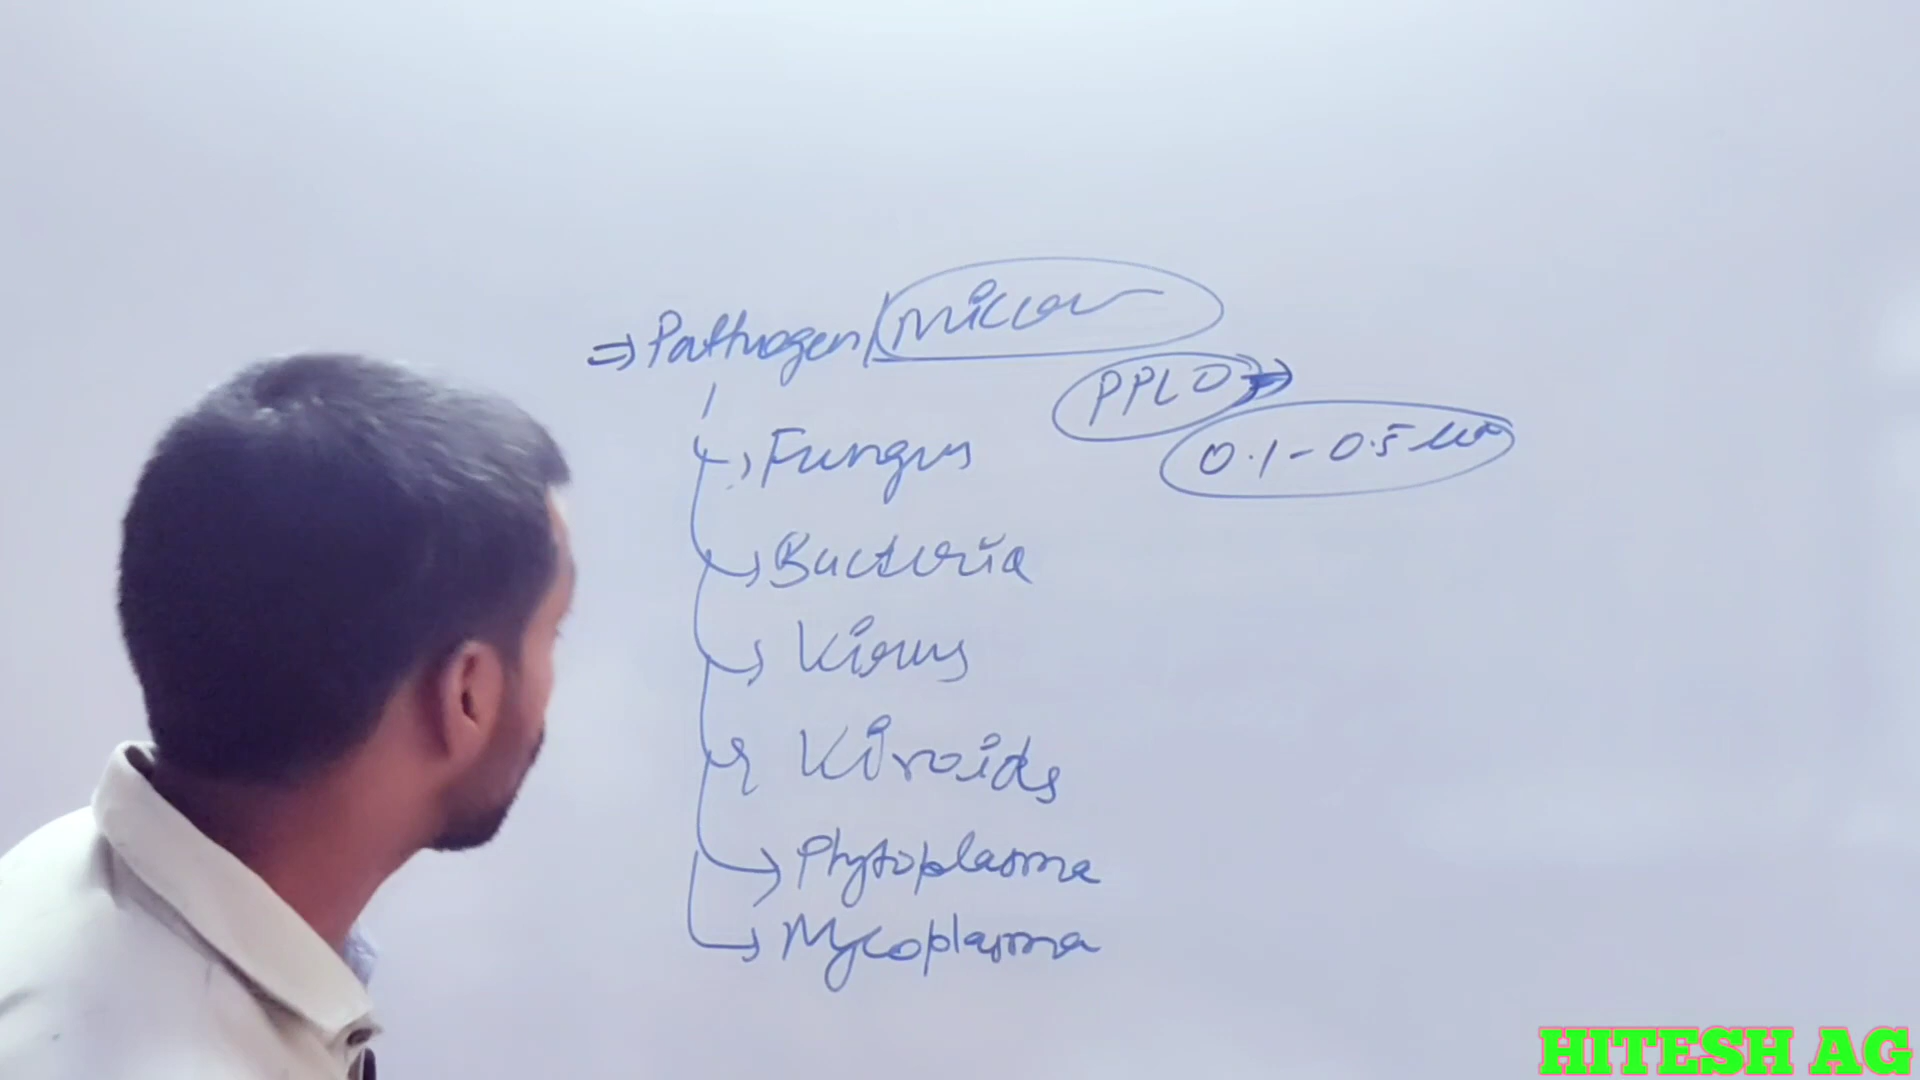 ⇒ Pathogen/
PPLO→
0.1-0.5
→ Fungus
→ Bacteria
→ Virus
Viroids
→ Phytoplasma
→ Mycoplasma
HITESH AG